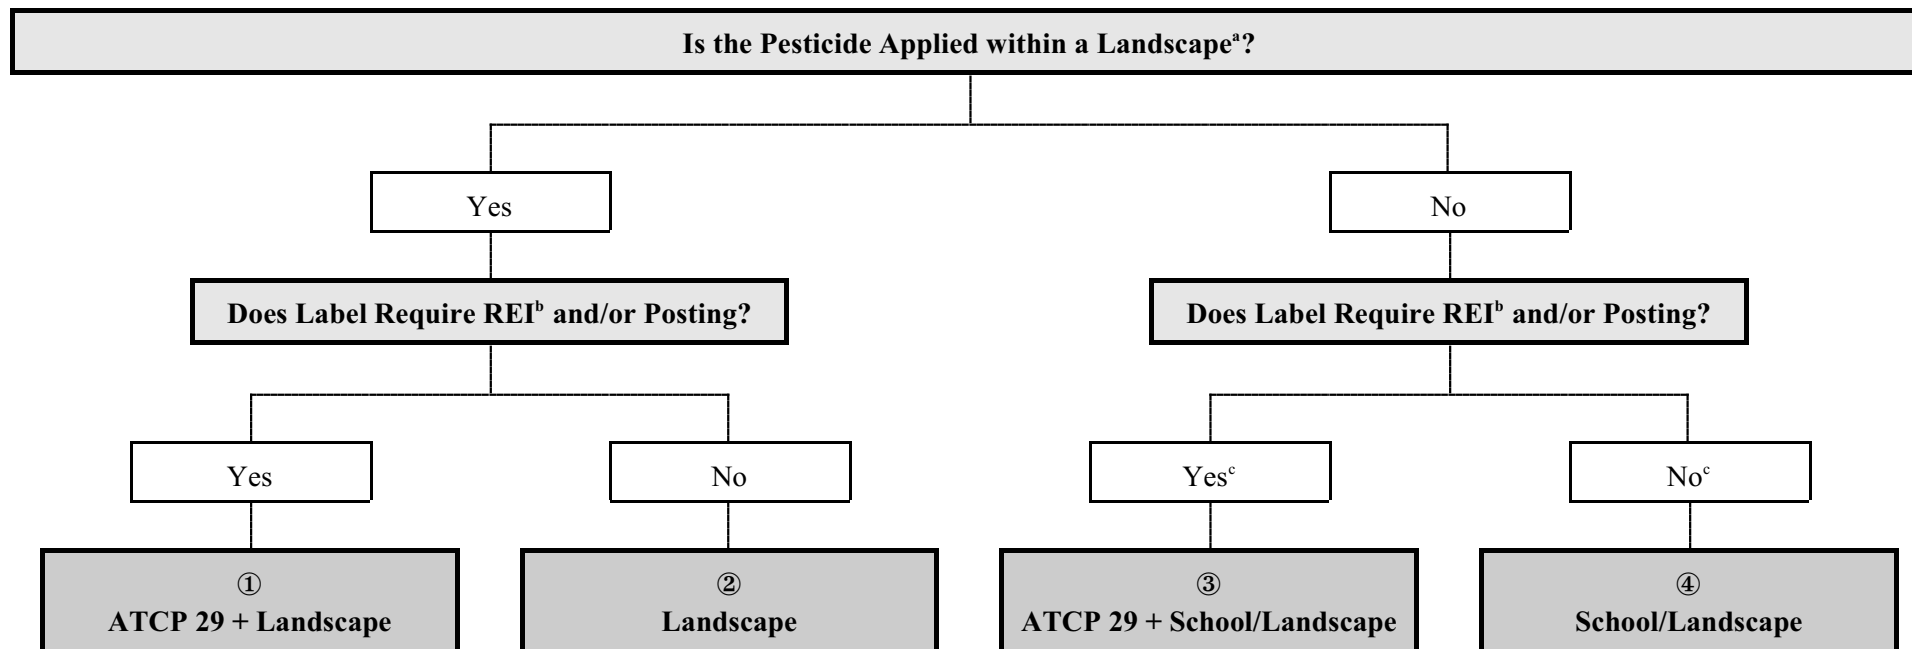 Is the Pesticide Applied within a Landscapeᵃ?
Yes
No
Does Label Require REIᵇ and/or Posting?
Does Label Require REIᵇ and/or Posting?
Yes
No
Yesᶜ
Noᶜ
①
ATCP 29 + Landscape
②
Landscape
③
ATCP 29 + School/Landscape
④
School/Landscape